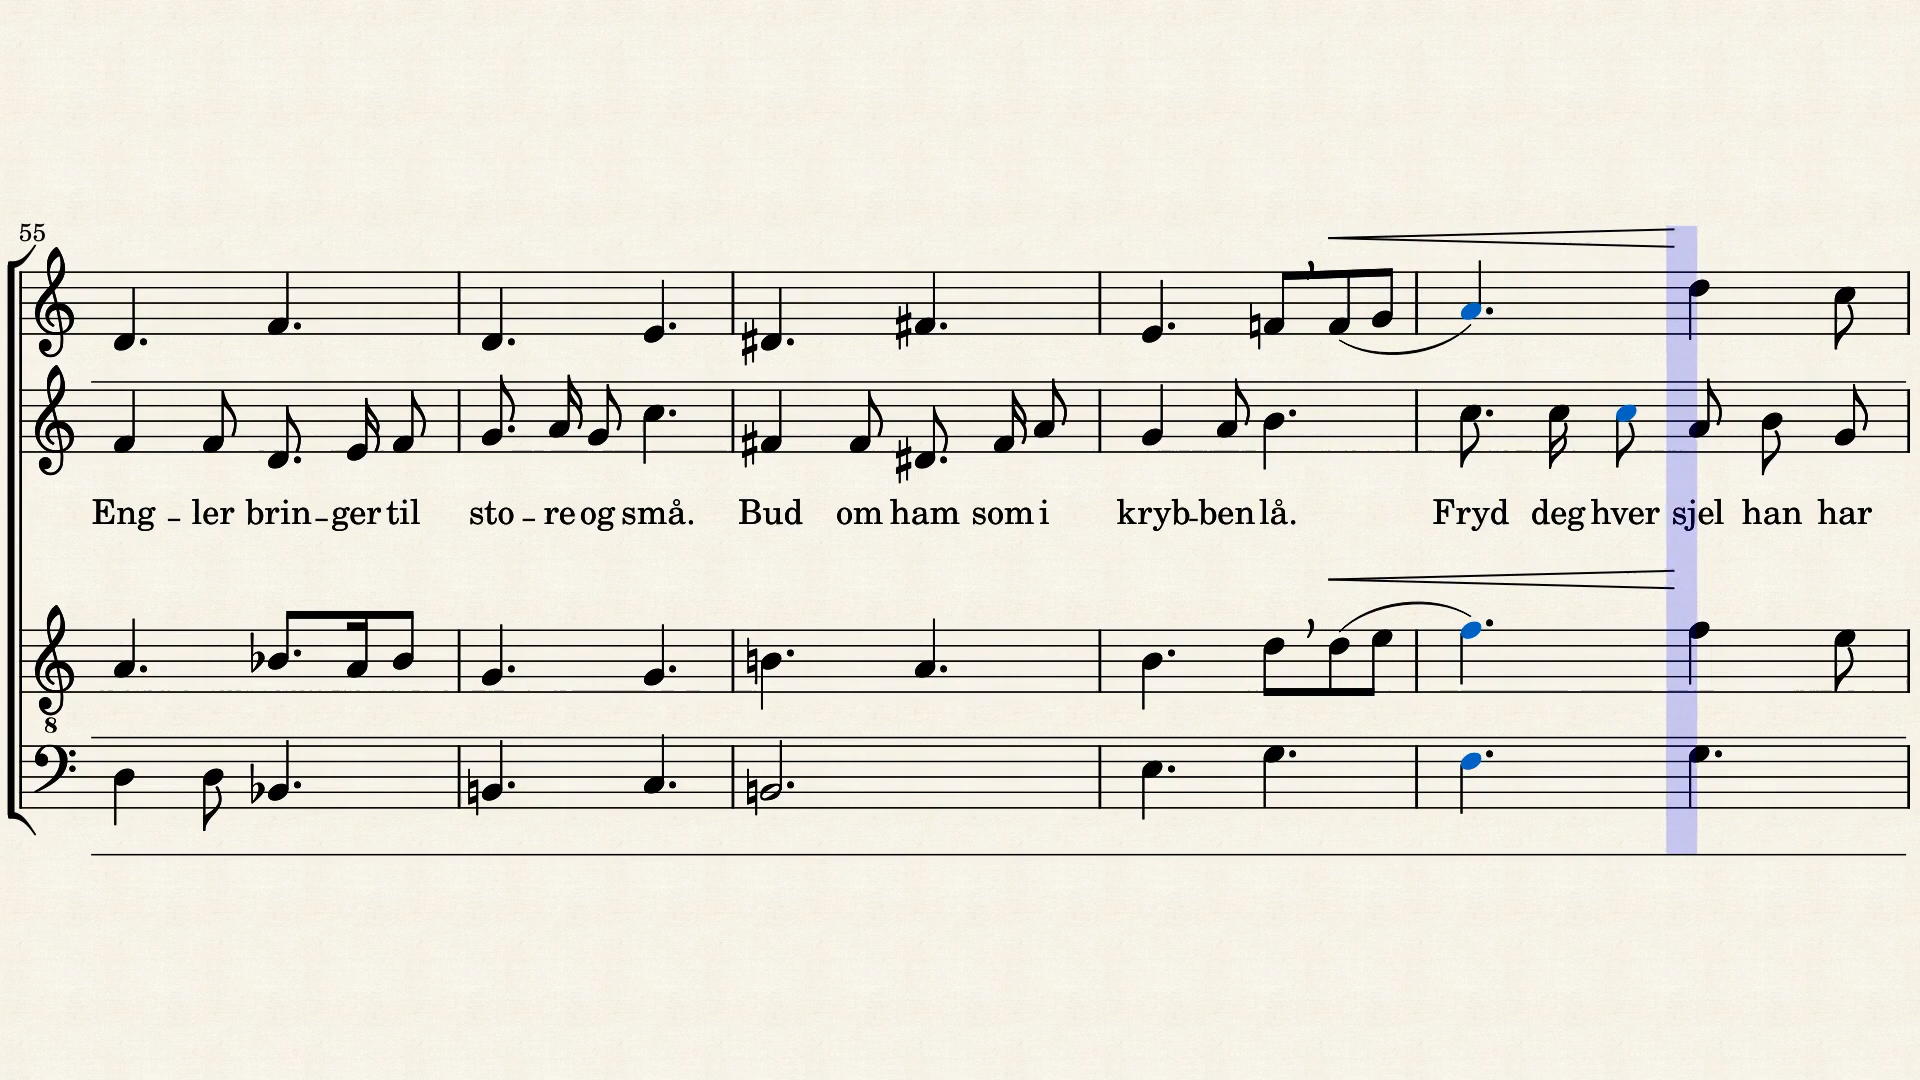 55
Eng - ler brin - ger til sto - re og små. Bud om ham som i kryb - ben lå. Fryd deg hver sjel han har
8